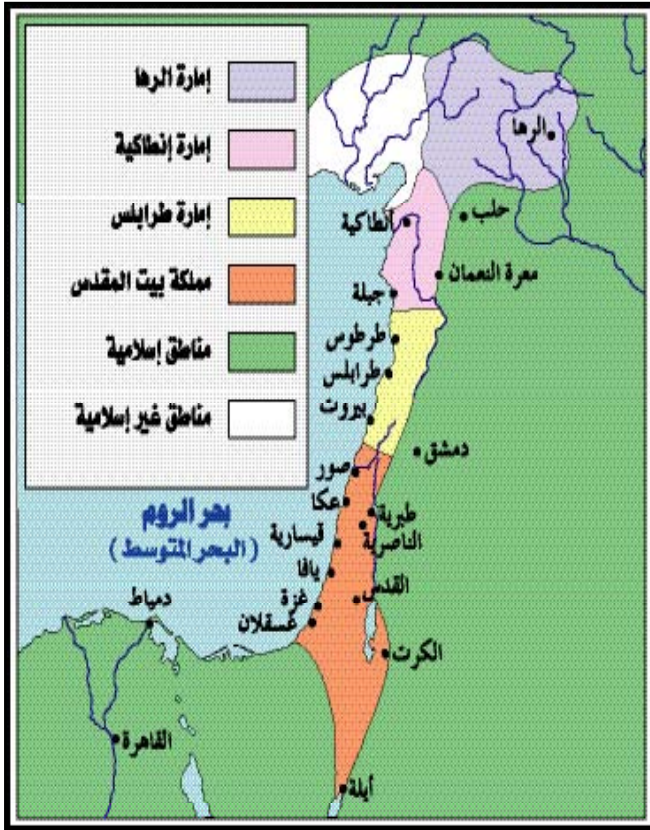 إمارة الرها
إمارة إنطاكية
إمارة طرابلس
مملكة بيت المقدس
مناطق إسلامية
مناطق غير إسلامية
الرها
أنطاكية
حلب
معرة النعمان
جبلة
طرطوس
طرابلس
بيروت
دمشق
صور
عكا
طبرية
الناصرية
قيسارية
يافا
القدس
غزة
عسقلان
الكرت
أيلة
بحر الروم
(البحر المتوسط)
دمياط
القاهرة